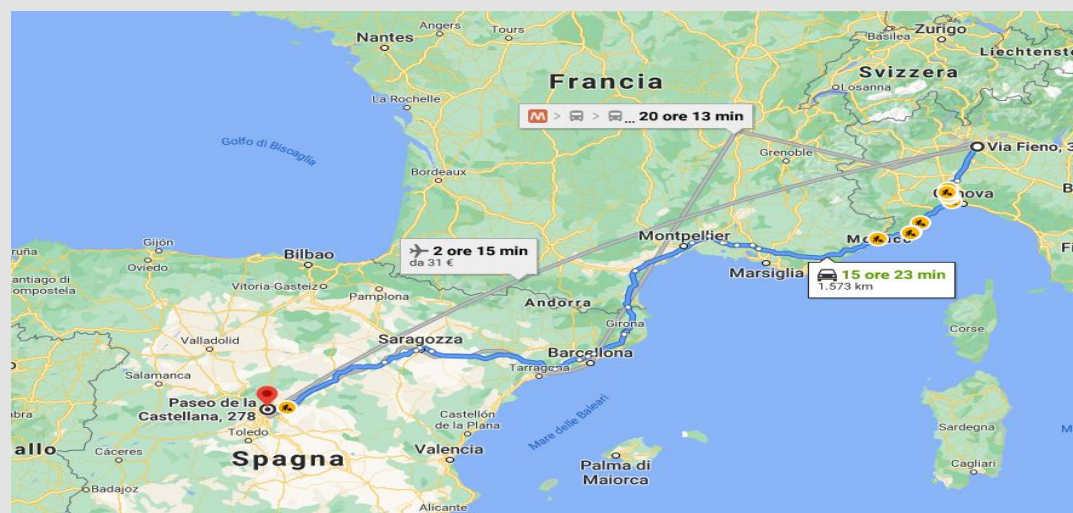 Angers
Tours
Nantes
Basilea
Zurigo
Liechtenste
Svizzera
Francia
Losanna
La Rochelle
M > > ... 20 ore 13 min
Via Fieno, 3
Golfo di Biscaglia
Grenoble
Bordeaux
Genova
B
Montpellier
Monaco
Gijón
2 ore 15 min
da 31 €
Fi
Bilbao
Oviedo
Marsiglia
15 ore 23 min
1.573 km
antiago di
ompostela
Vitoria-Gasteiz
Pamplona
Andorra
Girona
Corse
Saragozza
Valladolid
Barcellona
Tarragona
Salamanca
Paseo de la
Castellana, 278
Castellón
de la Plana
Mare delle Baleari
Toledo
Sardegna
allo
Cáceres
Valencia
Spagna
Palma di
Maiorca
Cagliari
Badajoz